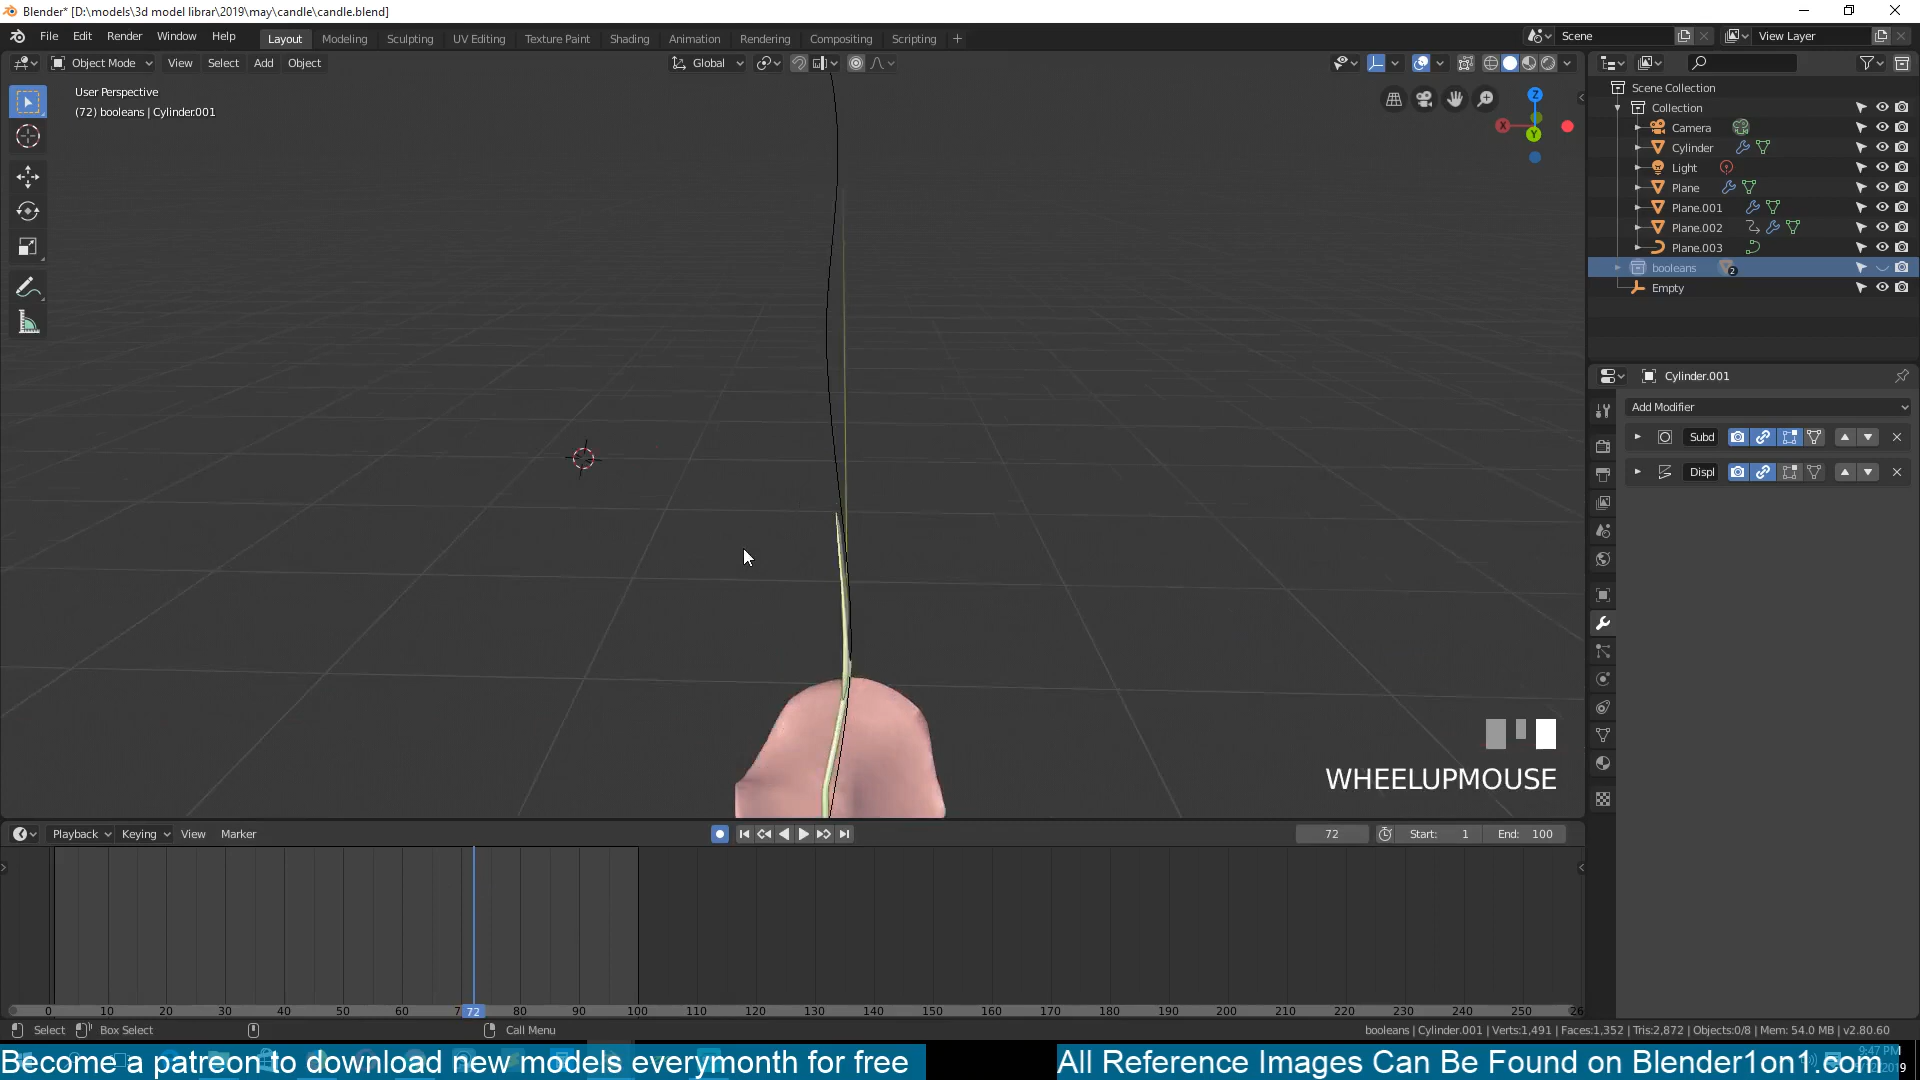 Blender* [D:\models\3d model librar\2019\may\candle\candle.blend]
File Edit Render Window Help Layout Modeling Sculpting UV Editing Texture Paint Shading Animation Rendering Compositing Scripting + Scene View Layer
Object Mode View Select Add Object Global
User Perspective
(72) booleans | Cylinder.001
Z
X
Y
Scene Collection
Collection
Camera
Cylinder
Light
Plane
Plane.001
Plane.002
Plane.003
booleans 2
Empty
Cylinder.001
Add Modifier
Subd
Displ
WHEELUPMOUSE
Playback Keying View Marker 72 Start: 1 End: 100
0 10 20 30 40 50 60 7 72 80 90 100 110 120 130 140 150 160 170 180 190 200 210 220 230 240 250 26
Select Box Select Call Menu booleans | Cylinder.001 | Verts:1,491 | Faces:1,352 | Tris:2,872 | Objects:0/8 | Mem: 54.0 MB | v2.80.60
Become a patreon to download new models everymonth for free All Reference Images Can Be Found on Blender1on1.com
9:47 PM